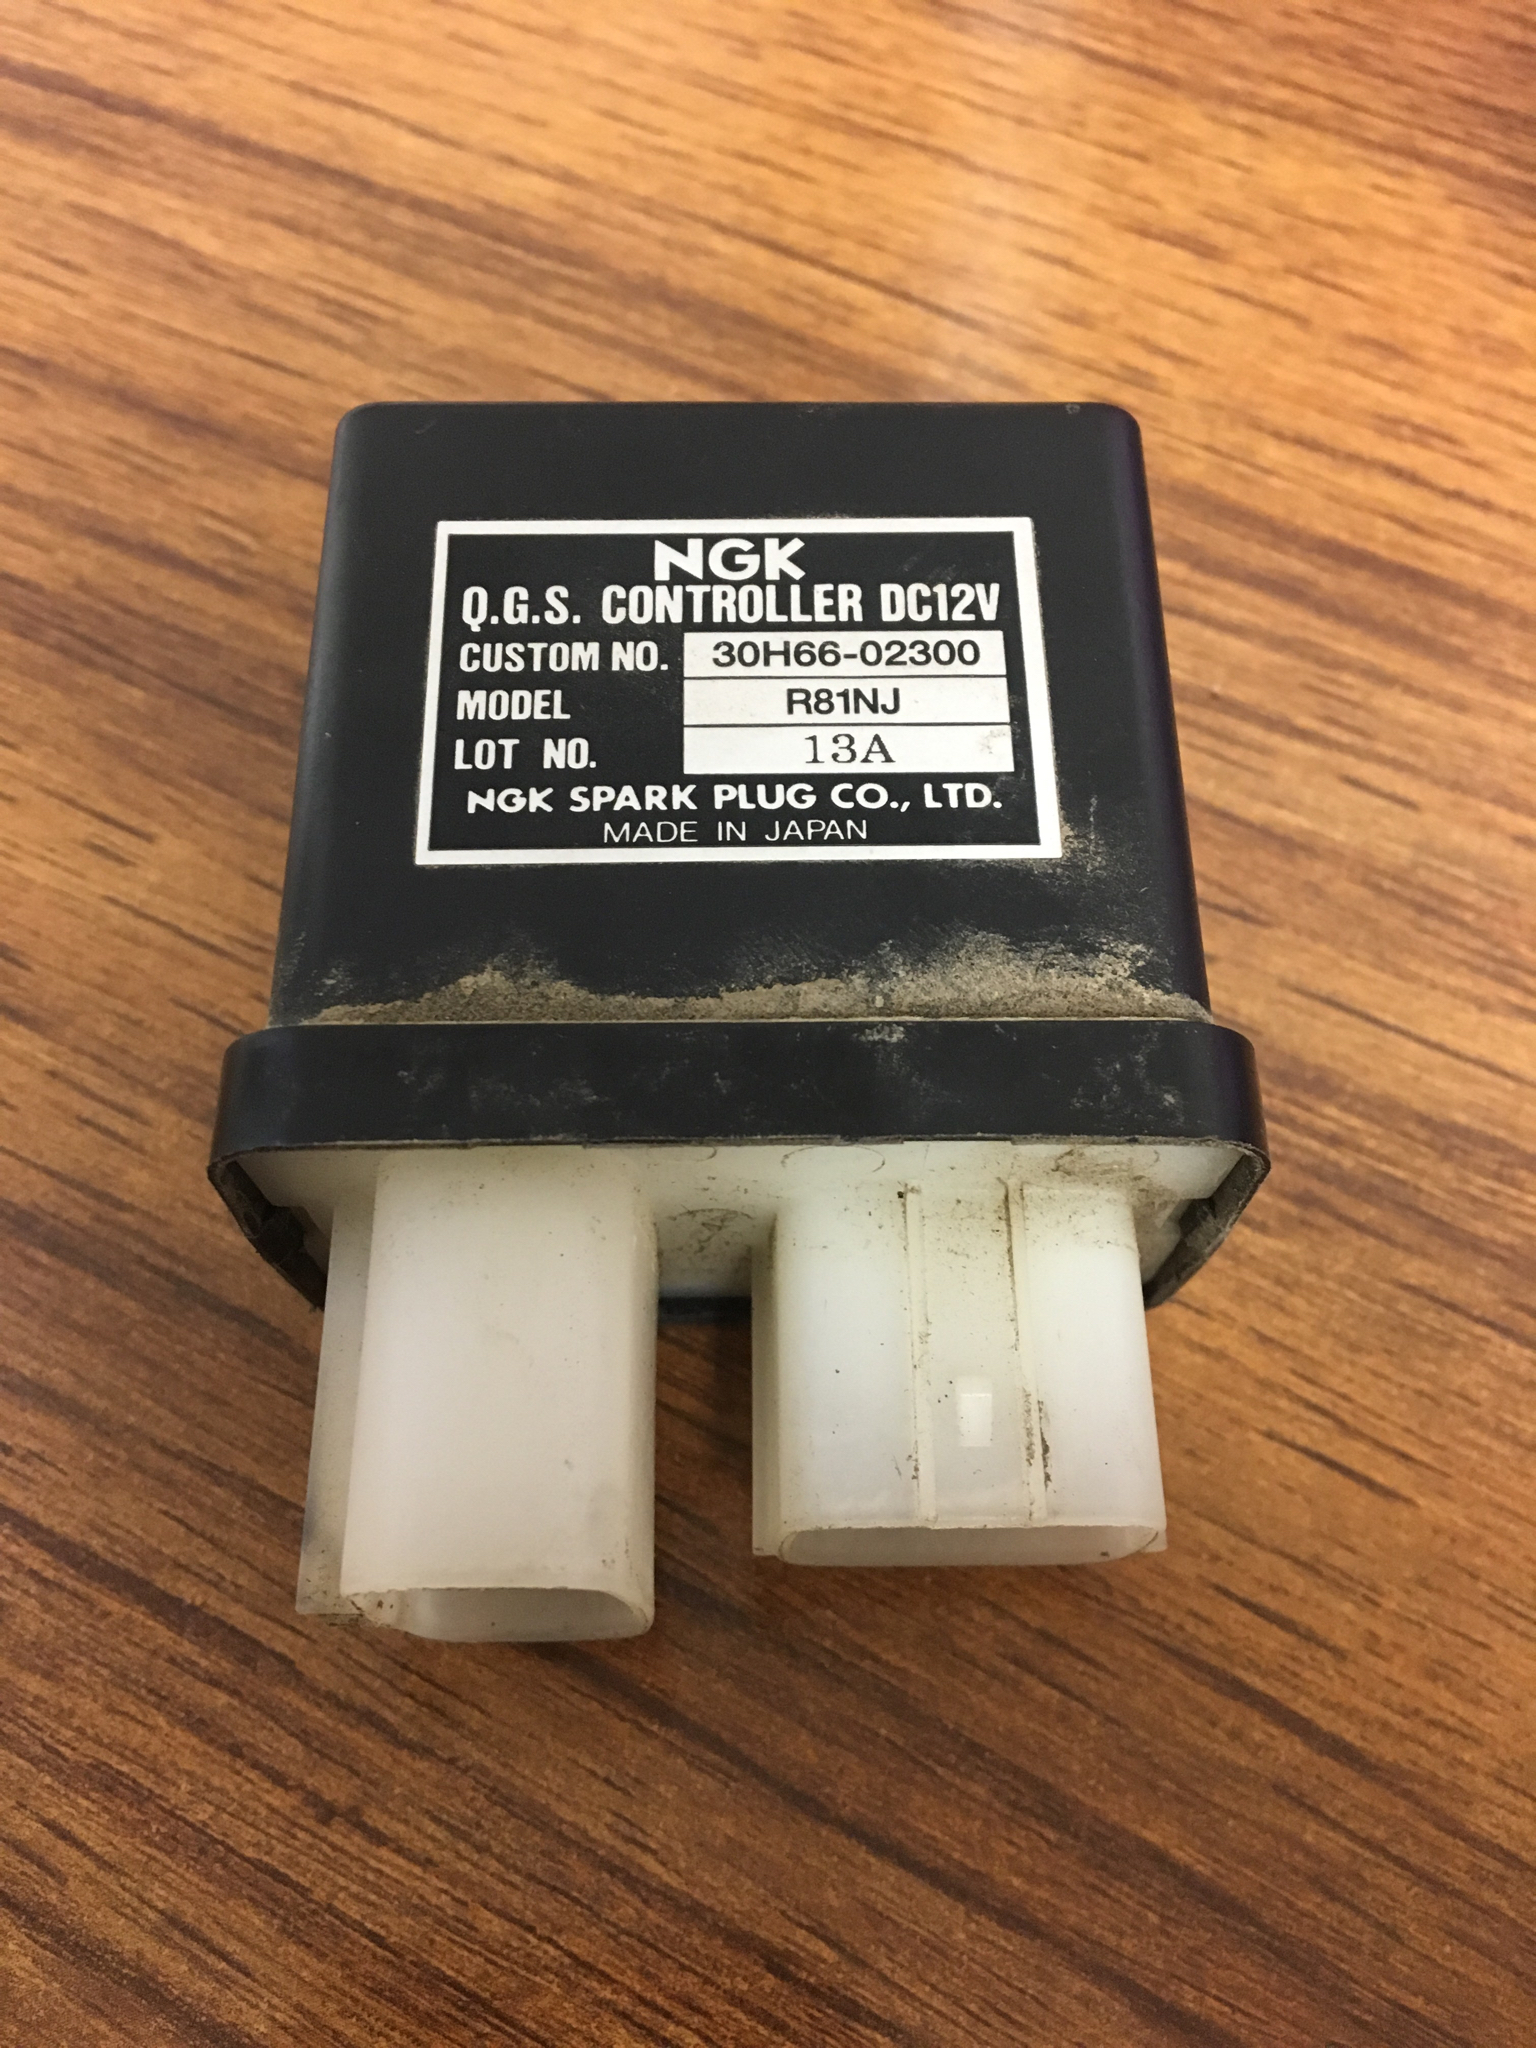 NGK
Q.G.S. CONTROLLER DC12V
CUSTOM NO. 30H66-02300
MODEL R81NJ
LOT NO. 13A
NGK SPARK PLUG CO., LTD.
MADE IN JAPAN